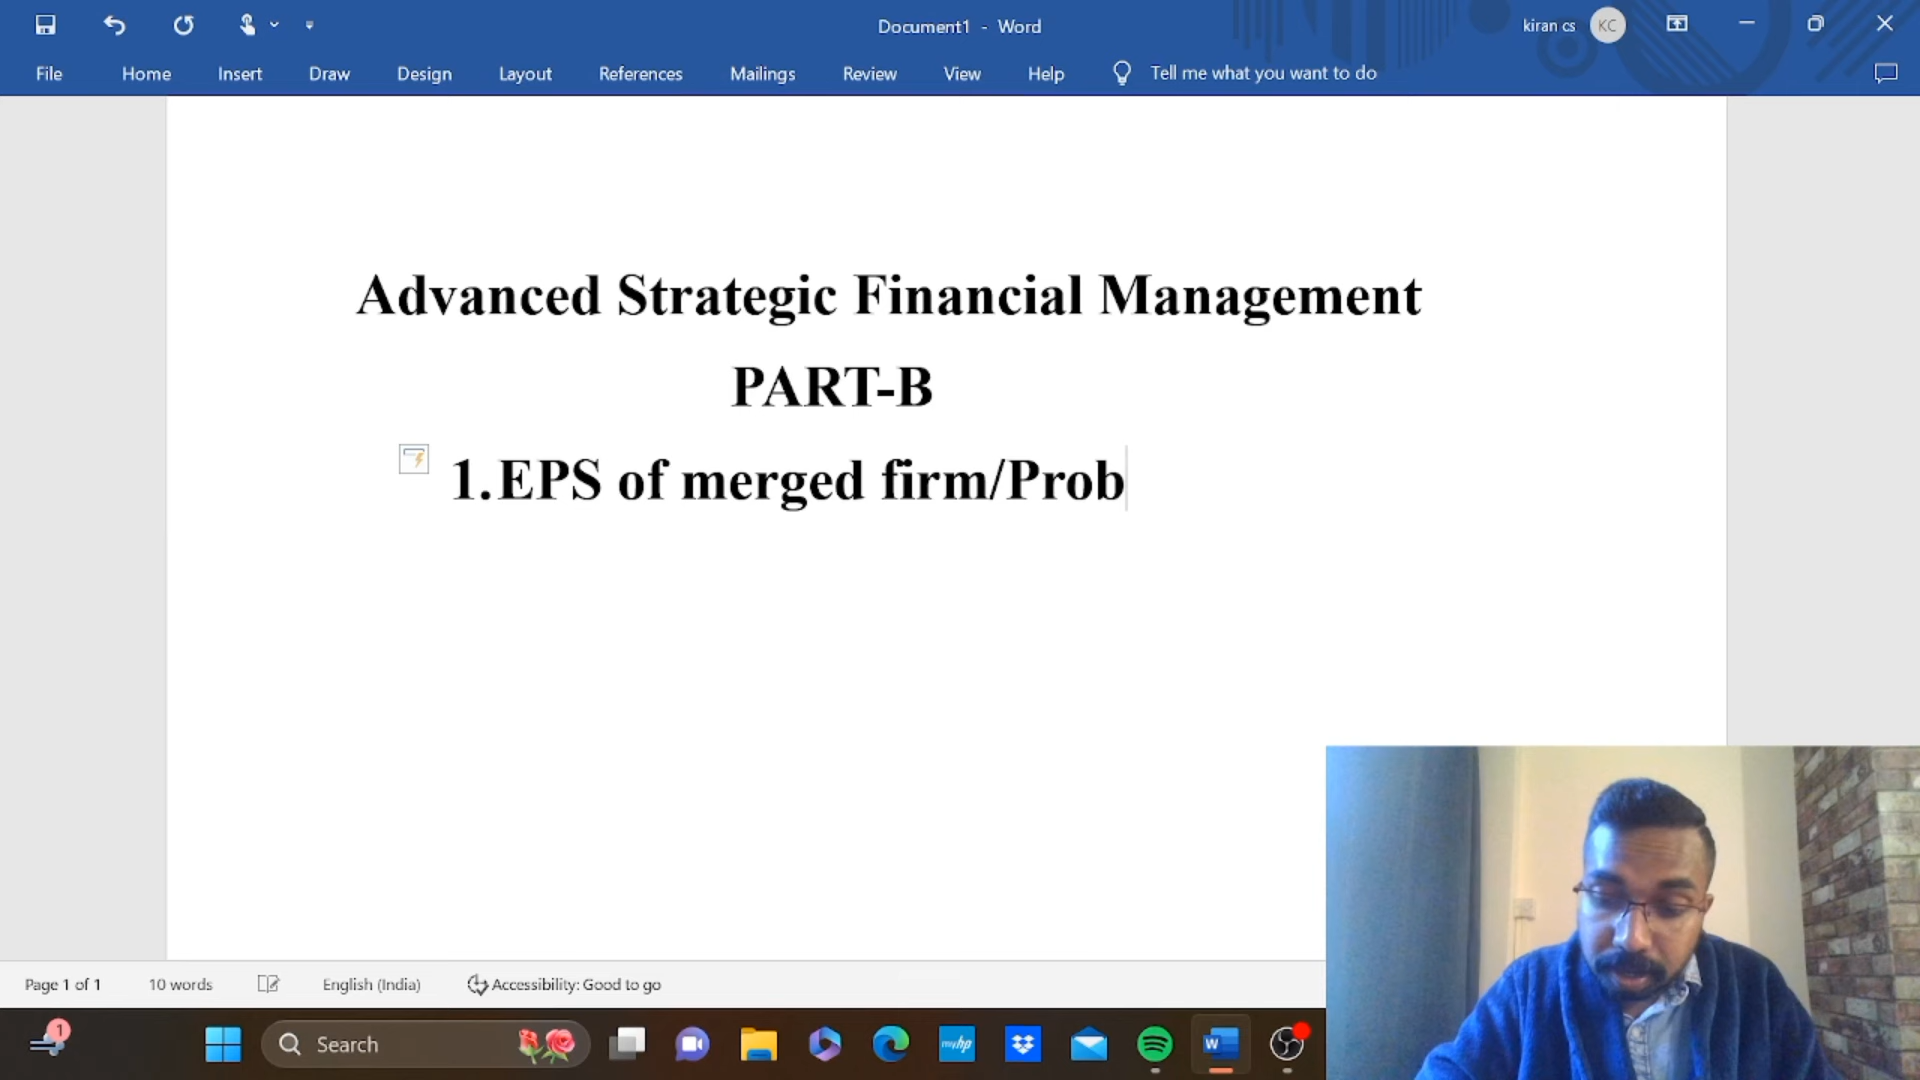 Document1 - Word
kiran cs
KC
File
Home
Insert
Draw
Design
Layout
References
Mailings
Review
View
Help
Tell me what you want to do
Advanced Strategic Financial Management
PART-B
1. EPS of merged firm/Prob
Page 1 of 1
10 words
English (India)
Accessibility: Good to go
1
Search
myhp
W